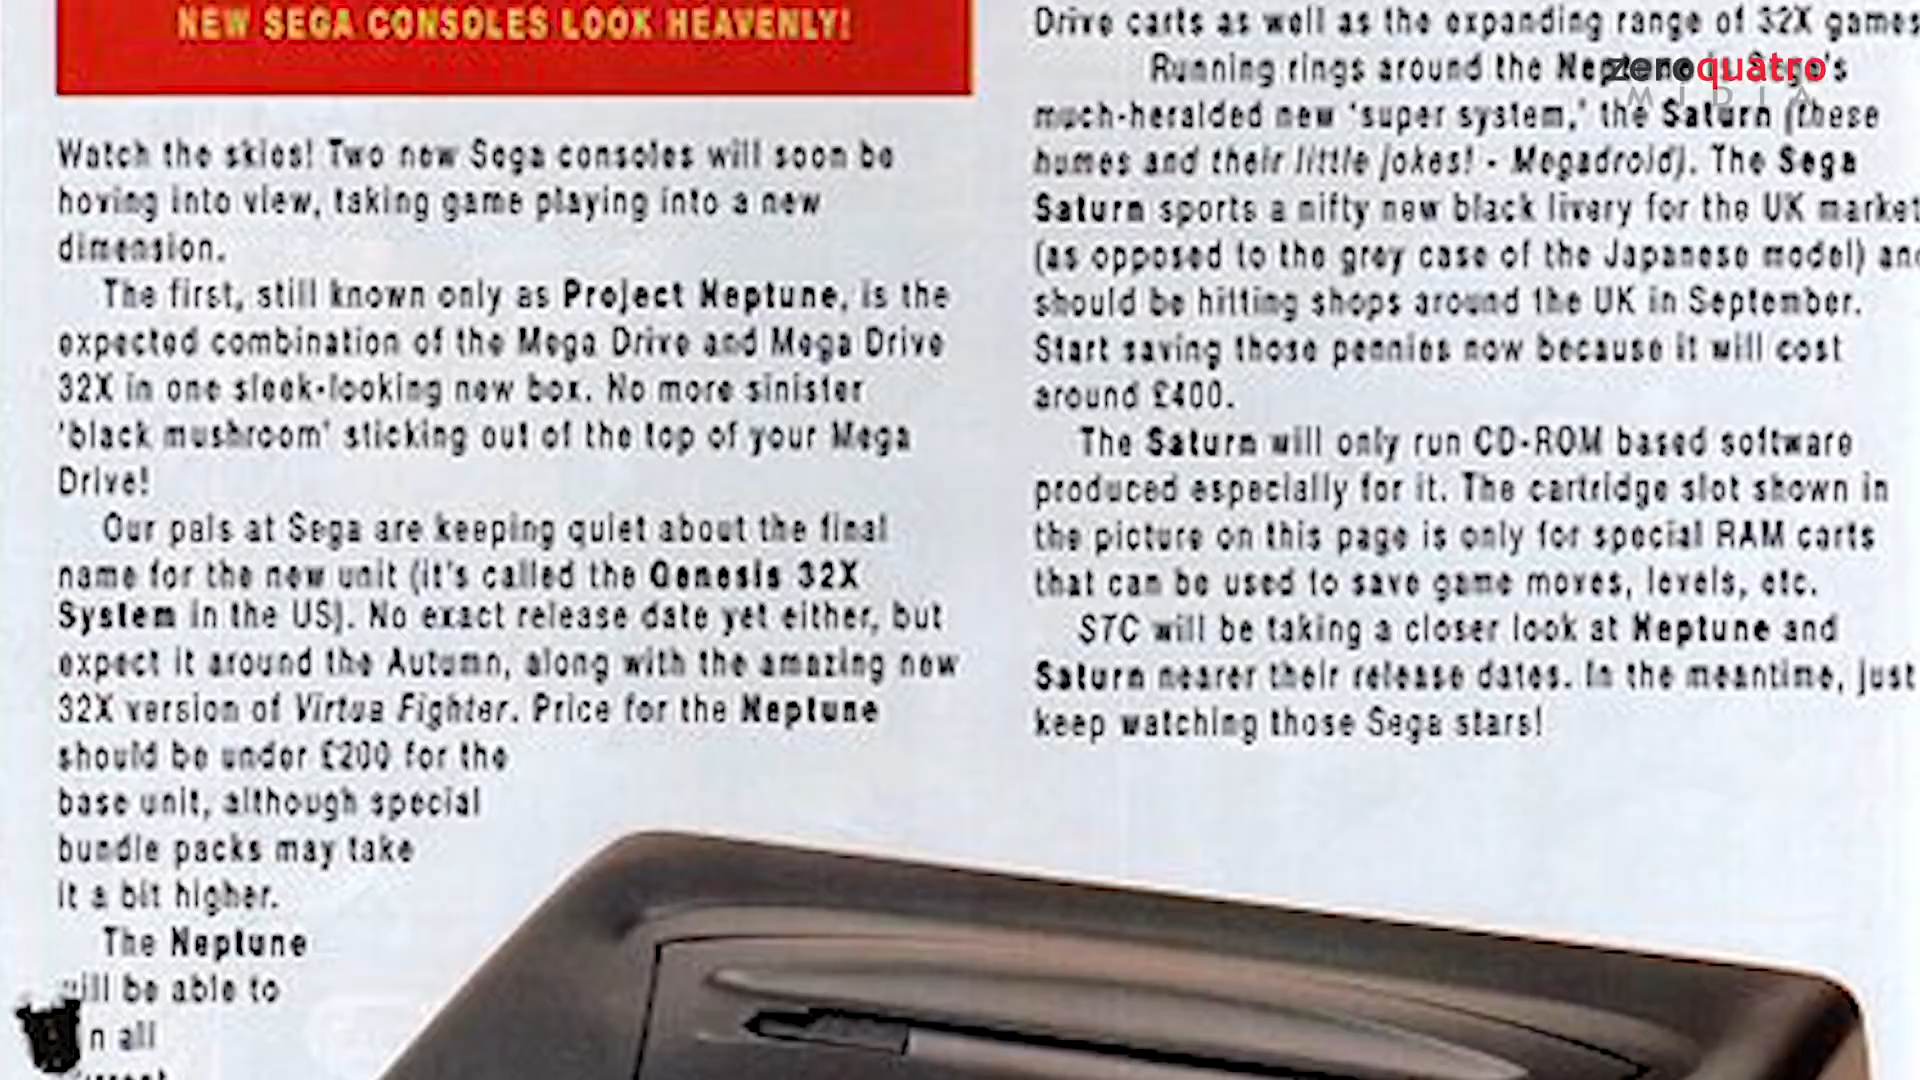 NEW SEGA CONSOLES LOOK HEAVENLY!
Watch the skies! Two new Sega consoles will soon be
hoving into view, taking game playing into a new
dimension.
The first, still known only as Project Neptune, is the
expected combination of the Mega Drive and Mega Drive
32X in one sleek-looking new box. No more sinister
'black mushroom' sticking out of the top of your Mega
Drive!
Our pals at Sega are keeping quiet about the final
name for the new unit (it's called the Genesis 32X
System in the US). No exact release date yet either, but
expect it around the Autumn, along with the amazing new
32X version of Virtua Fighter. Price for the Neptune
should be under £200 for the
base unit, although special
bundle packs may take
it a bit higher.
The Neptune
will be able to
all
Drive carts as well as the expanding range of 32X games
Running rings around the Neptune is Sega's
much-heralded new 'super system,' the Saturn (these
humes and their little jokes! - Megadroid). The Sega
Saturn sports a nifty new black livery for the UK market
(as opposed to the grey case of the Japanese model) and
should be hitting shops around the UK in September.
Start saving those pennies now because it will cost
around £400.
The Saturn will only run CD-ROM based software
produced especially for it. The cartridge slot shown in
the picture on this page is only for special RAM carts
that can be used to save game moves, levels, etc.
STC will be taking a closer look at Neptune and
Saturn nearer their release dates. In the meantime, just
keep watching those Sega stars!
zeroquatro
MÍDIA